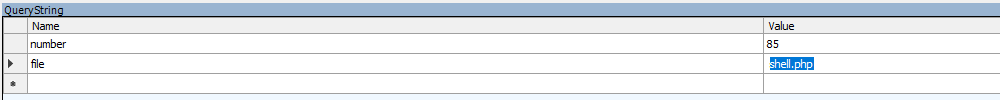 QueryString
Name Value
number 85
file shell.php